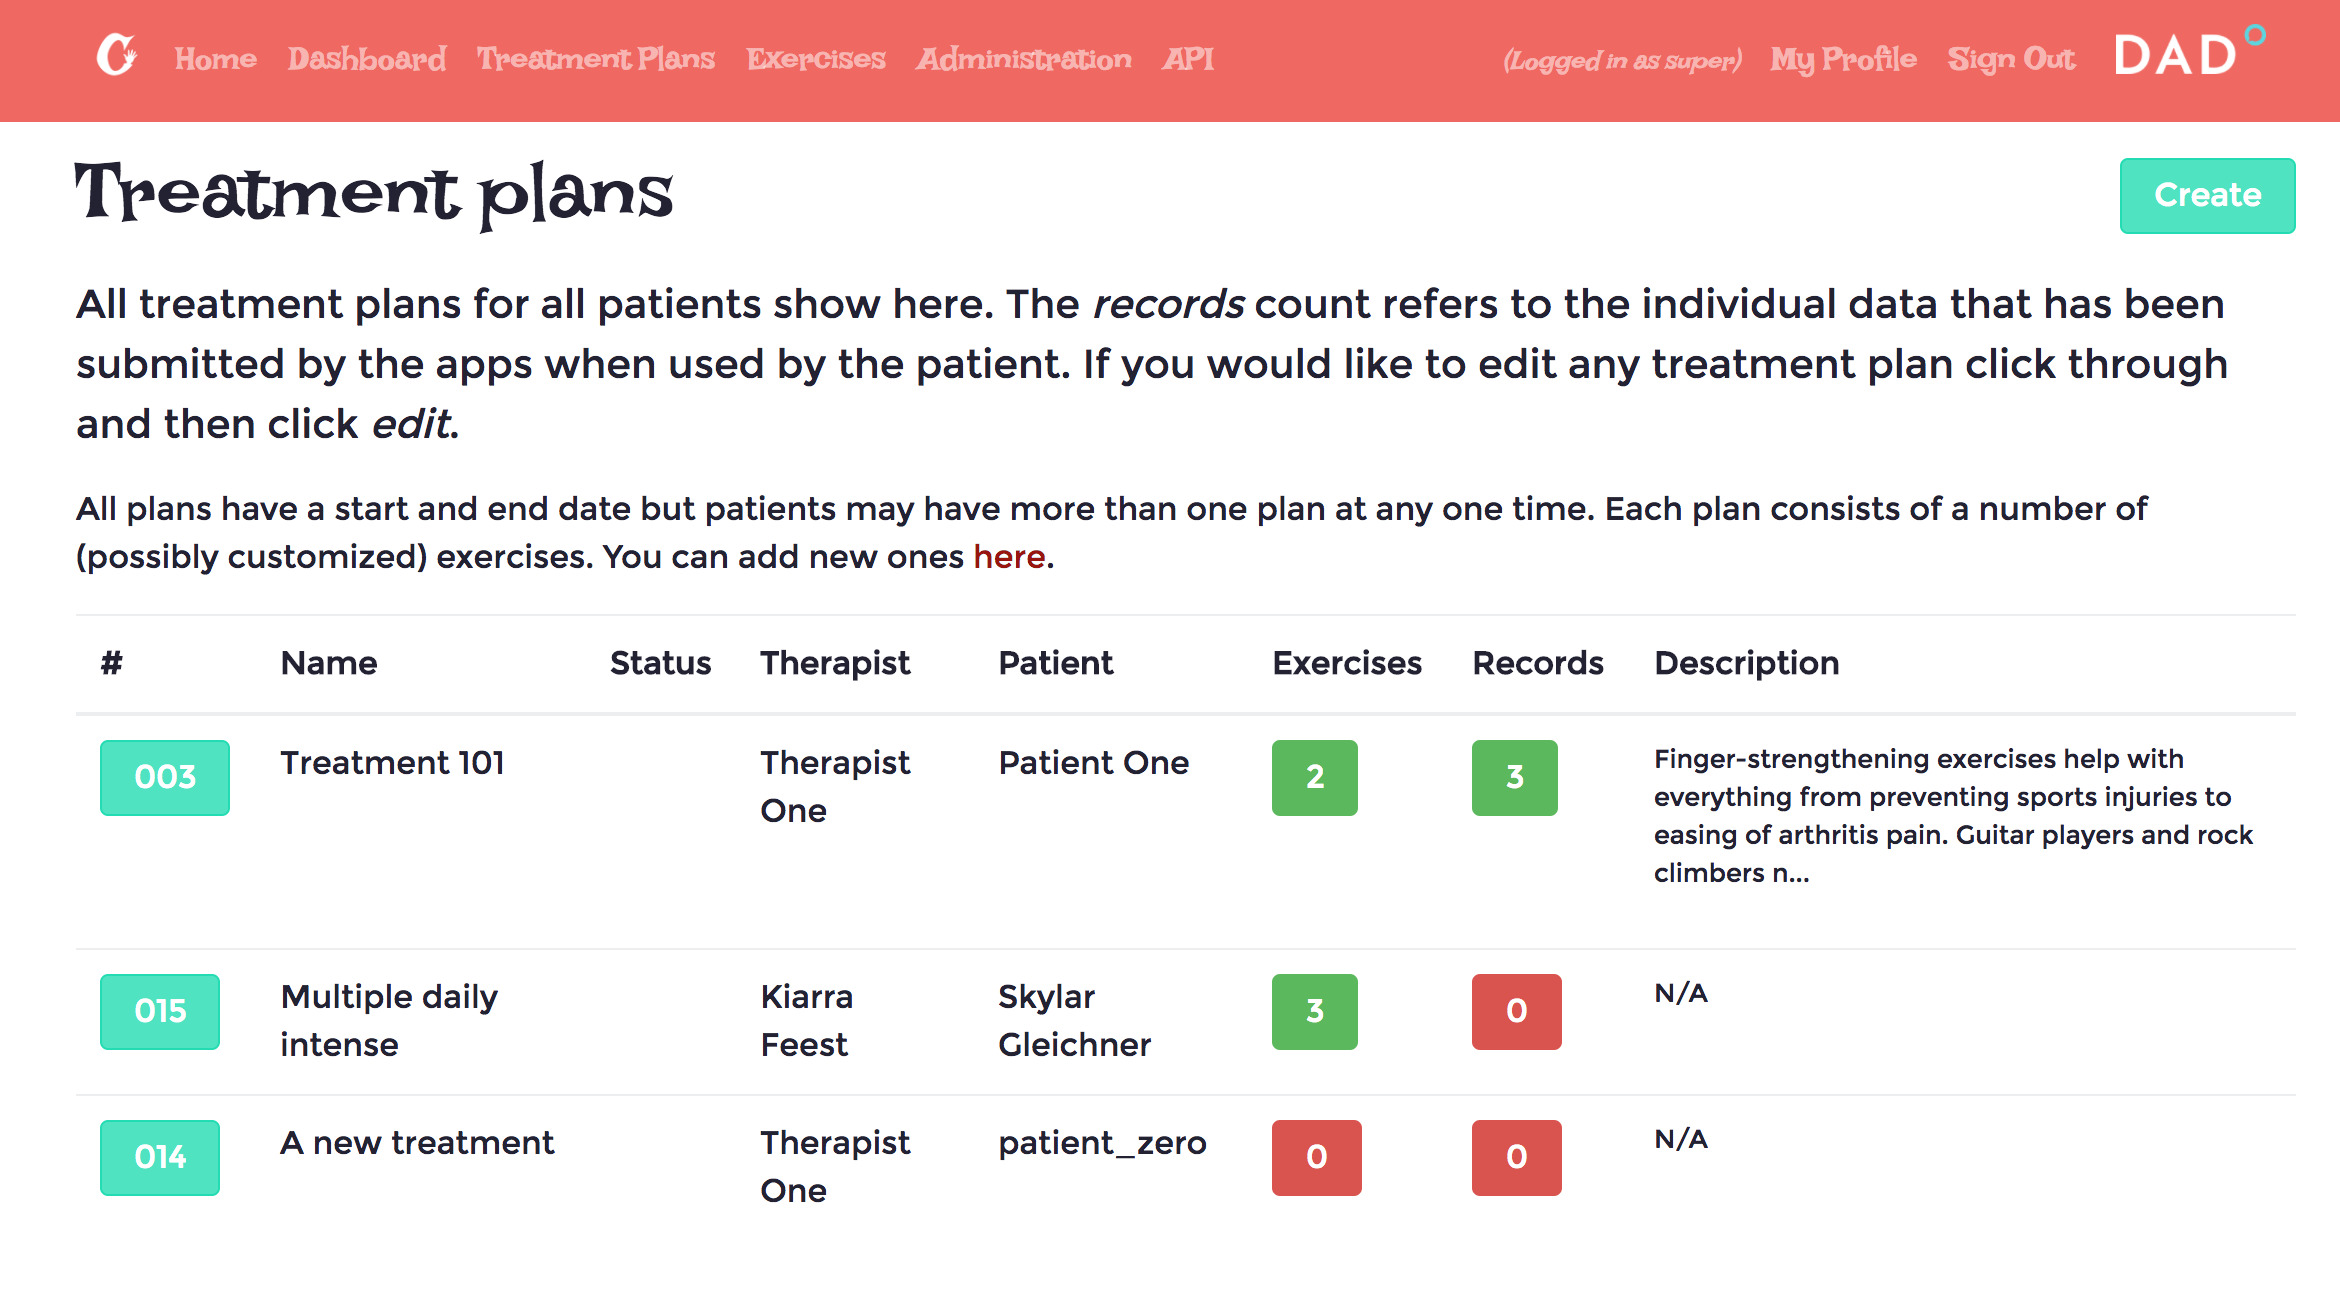 C Home Dashboard Treatment Plans Exercises Administration API (Logged in as super) My Profile Sign Out DAD
Treatment plans Create
All treatment plans for all patients show here. The records count refers to the individual data that has been
submitted by the apps when used by the patient. If you would like to edit any treatment plan click through
and then click edit.
All plans have a start and end date but patients may have more than one plan at any one time. Each plan consists of a number of
(possibly customized) exercises. You can add new ones here.
# Name Status Therapist Patient Exercises Records Description
003 Treatment 101 Therapist One Patient One 2 3 Finger-strengthening exercises help with
everything from preventing sports injuries to
easing of arthritis pain. Guitar players and rock
climbers n...
015 Multiple daily intense Kiarra Feest Skylar Gleichner 3 0 N/A
014 A new treatment Therapist One patient_zero 0 0 N/A